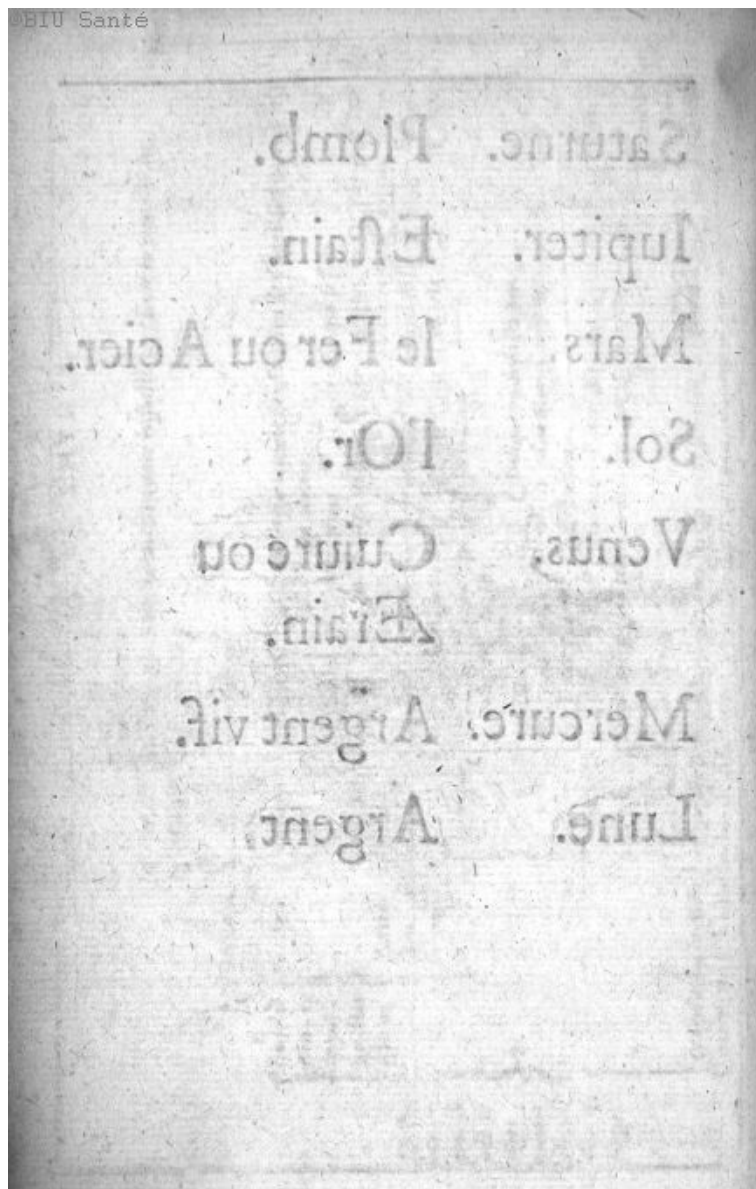 ©BIU Santé
Saturne. Plomb.
Iupiter. Eſtain.
Mars. le Fer ou Acier.
Sol. l'Or.
Venus. Cuiure ou
Ærain.
Mercure. Argent vif.
Lune. Argent.